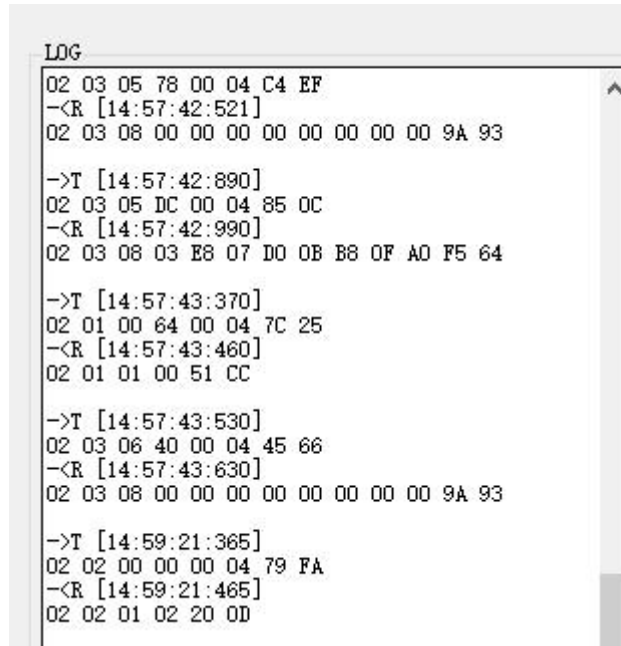 LOG
02 03 05 78 00 04 C4 EF
-<R [14:57:42:521]
02 03 08 00 00 00 00 00 00 00 00 9A 93
->T [14:57:42:890]
02 03 05 DC 00 04 85 0C
-<R [14:57:42:990]
02 03 08 03 E8 07 D0 0B B8 0F A0 F5 64
->T [14:57:43:370]
02 01 00 64 00 04 7C 25
-<R [14:57:43:460]
02 01 01 00 51 CC
->T [14:57:43:530]
02 03 06 40 00 04 45 66
-<R [14:57:43:630]
02 03 08 00 00 00 00 00 00 00 00 9A 93
->T [14:59:21:365]
02 02 00 00 00 04 79 FA
-<R [14:59:21:465]
02 02 01 02 20 0D